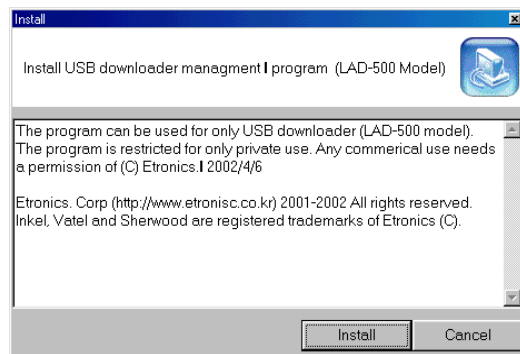 Install
Install USB downloader managment I program (LAD-500 Model)
The program can be used for only USB downloader (LAD-500 model).
The program is restricted for only private use. Any commerical use needs
a permission of (C) Etronics.I 2002/4/6
Etronics. Corp (http://www.etronisc.co.kr) 2001-2002 All rights reserved.
Inkel, Vatel and Sherwood are registered trademarks of Etronics (C).
Install
Cancel